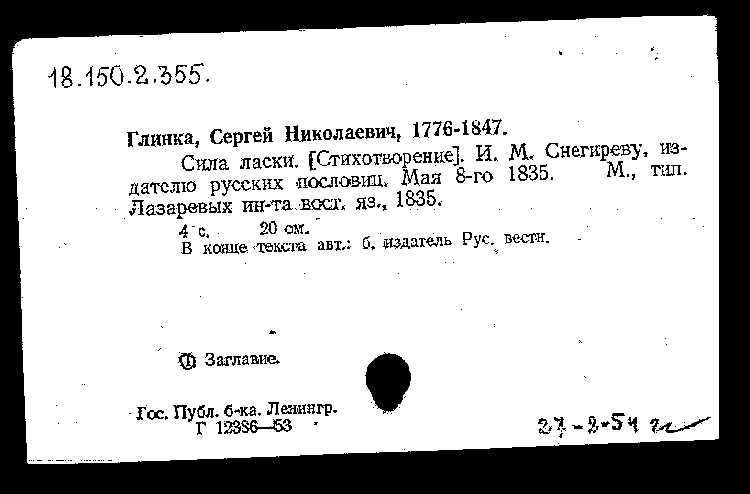 18.150.2.355.
Глинка, Сергей Николаевич, 1776-1847.
Сила ласки. [Стихотворение]. И. М. Снегиреву, из-
дателю русских пословиц. Мая 8-го 1835. М., тип.
Лазаревых ин-та вост. яз., 1835.
4 с. 20 см.
В конце текста авт.: б. издатель Рус. вестн.
① Заглавие.
Гос. Публ. б-ка. Ленингр.
Г 12386—53
27-2-54 г